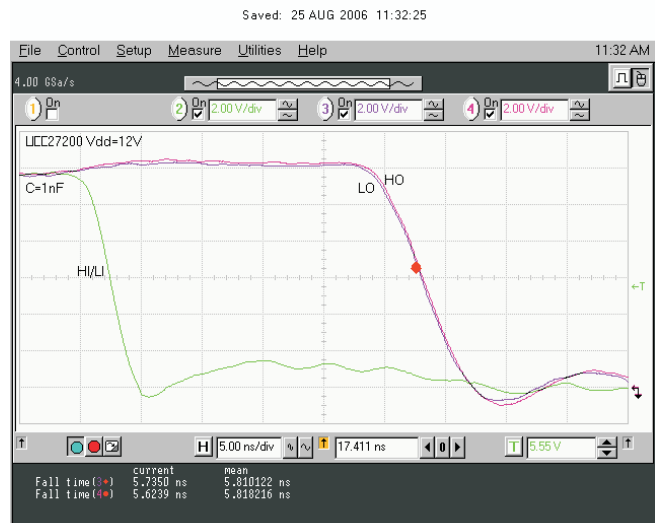 Saved: 25 AUG 2006 11:32:25
File Control Setup Measure Utilities Help 11:32 AM
4.00 GSa/s
1 On 2 On 2.00 V/div 3 On 2.00 V/div 4 On 2.00 V/div
UCC27200 Vdd=12V
C=1nF
LO HO
HI/LI
T
H 5.00 ns/div 17.411 ns 0 T 5.55 V
current mean
Fall time(3) 5.7350 ns 5.810122 ns
Fall time(4) 5.6239 ns 5.818216 ns